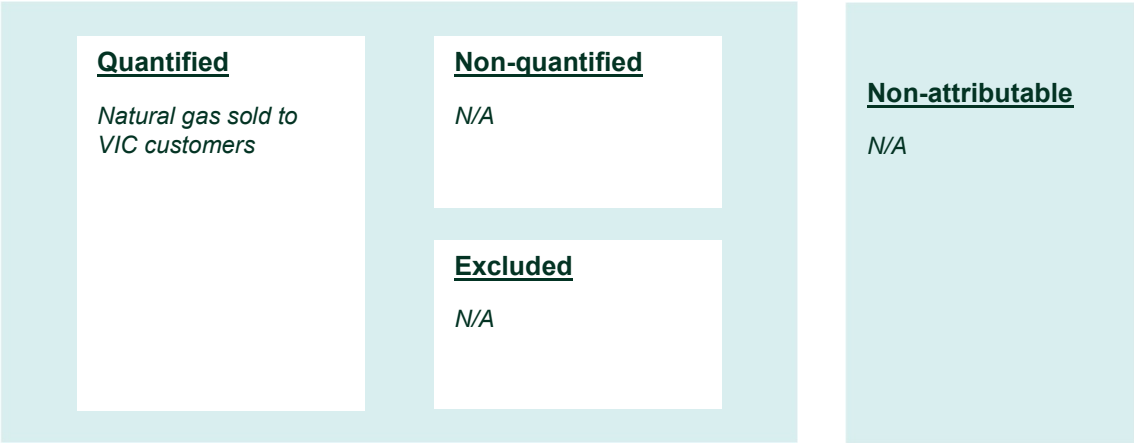 Quantified
Natural gas sold to
VIC customers
Non-quantified
N/A
Excluded
N/A
Non-attributable
N/A